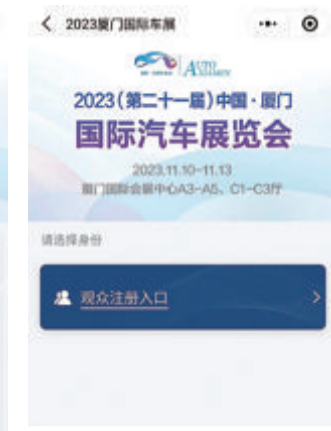 2023厦门国际车展
2023(第二十一届)中国·厦门
国际汽车展览会
2023.11.10-11.13
厦门国际会展中心A3-A5、C1-C3厅
请选择身份
观众注册入口